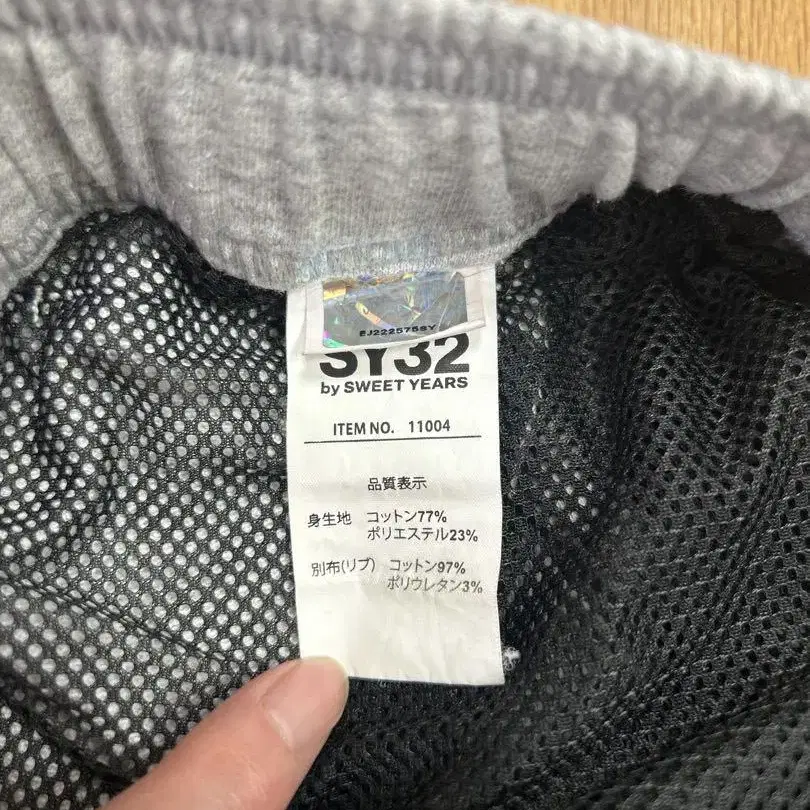 EJ222575SY
SY32
by SWEET YEARS
ITEM NO. 11004
品質表示
身生地 コットン77%
ポリエステル23%
別布(リブ) コットン97%
ポリウレタン3%